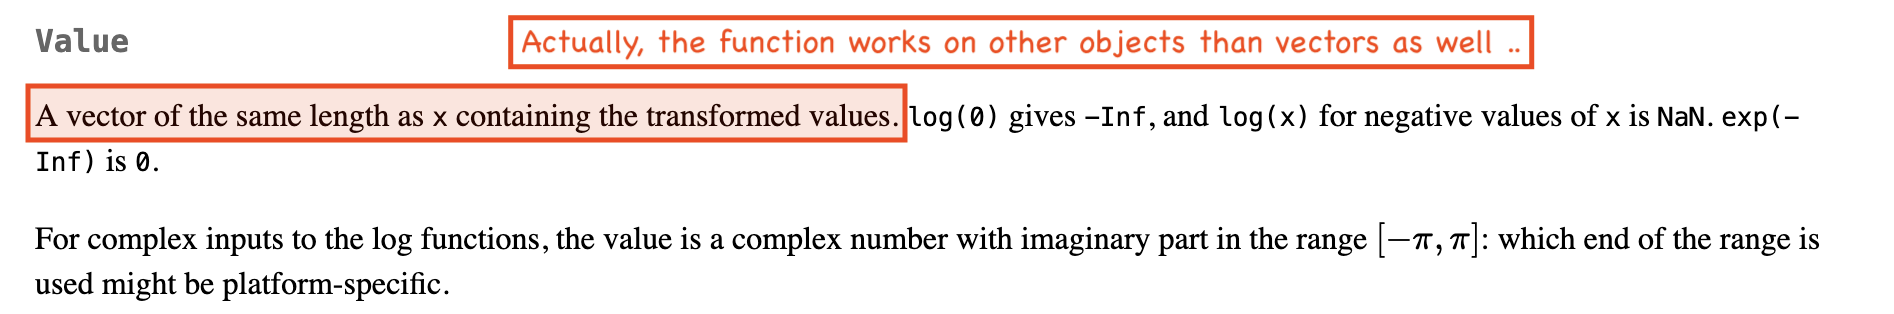 Value
Actually, the function works on other objects than vectors as well ..
A vector of the same length as x containing the transformed values. log(0) gives -Inf, and log(x) for negative values of x is NaN. exp(-
Inf) is 0.
For complex inputs to the log functions, the value is a complex number with imaginary part in the range [−π, π]: which end of the range is
used might be platform-specific.